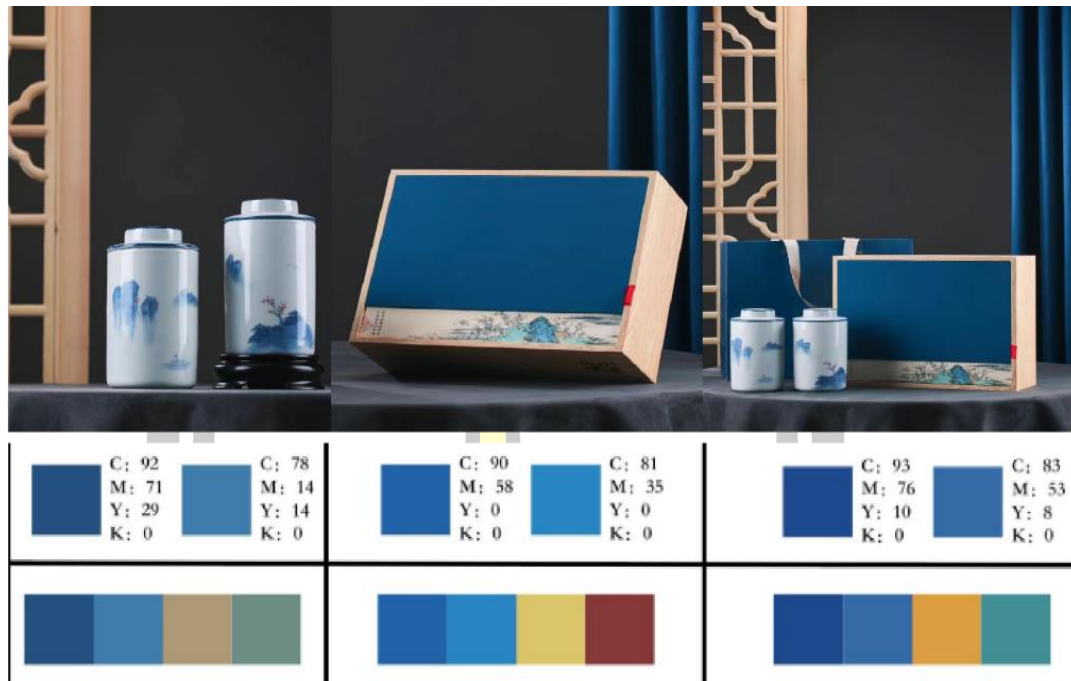 C: 92
M: 71
Y: 29
K: 0
C: 78
M: 14
Y: 14
K: 0
C: 90
M: 58
Y: 0
K: 0
C: 81
M: 35
Y: 0
K: 0
C: 93
M: 76
Y: 10
K: 0
C: 83
M: 53
Y: 8
K: 0